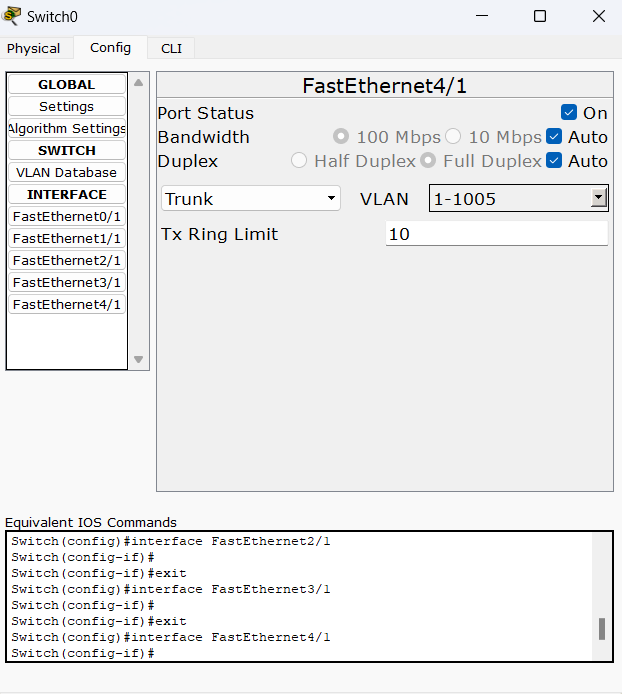 Switch0
Physical Config CLI
GLOBAL
Settings
Algorithm Settings
SWITCH
VLAN Database
INTERFACE
FastEthernet0/1
FastEthernet1/1
FastEthernet2/1
FastEthernet3/1
FastEthernet4/1
FastEthernet4/1
Port Status On
Bandwidth 100 Mbps 10 Mbps Auto
Duplex Half Duplex Full Duplex Auto
Trunk VLAN 1-1005
Tx Ring Limit 10
Equivalent IOS Commands
Switch(config)#interface FastEthernet2/1
Switch(config-if)#
Switch(config-if)#exit
Switch(config)#interface FastEthernet3/1
Switch(config-if)#
Switch(config-if)#exit
Switch(config)#interface FastEthernet4/1
Switch(config-if)#